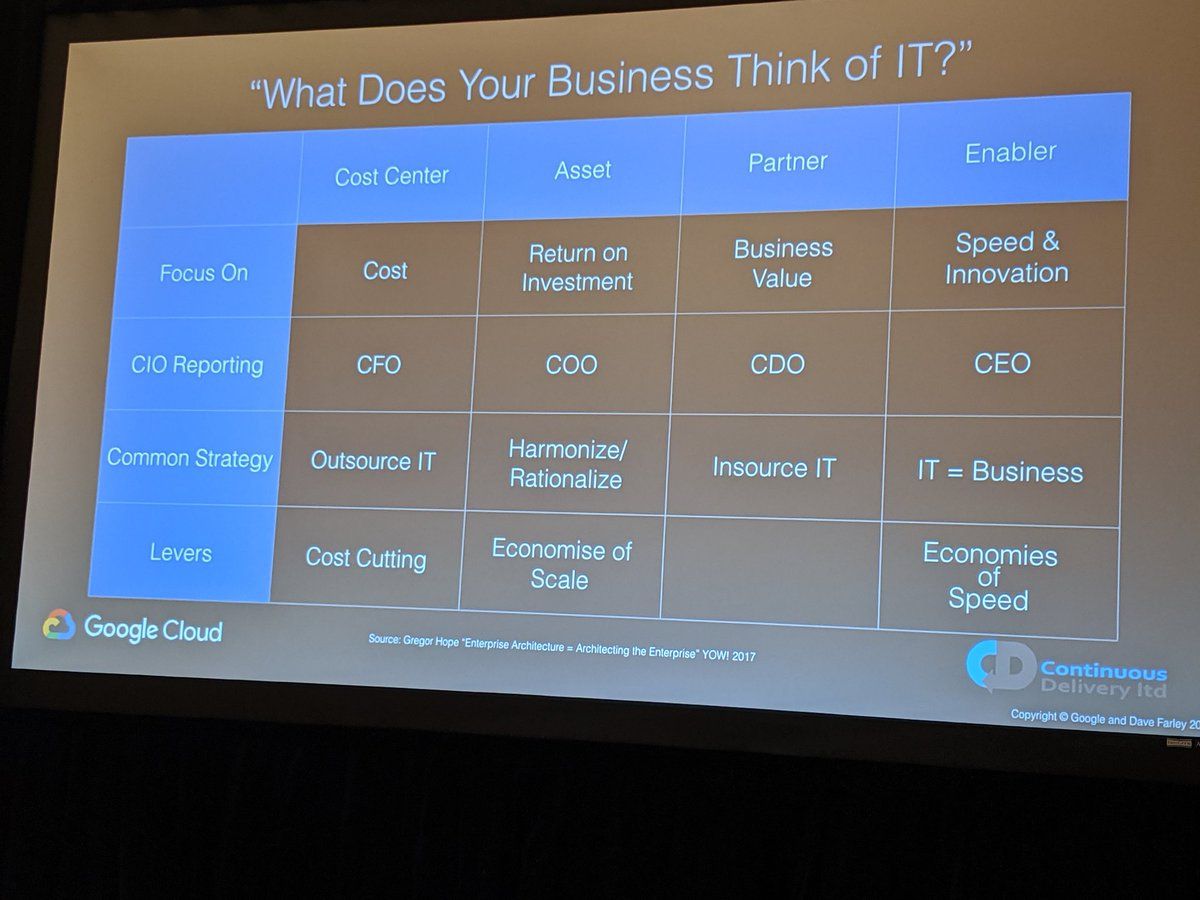 “What Does Your Business Think of IT?”
Cost Center
Asset
Partner
Enabler
Focus On
Cost
Return on
Investment
Business
Value
Speed &
Innovation
CIO Reporting
CFO
COO
CDO
CEO
Common Strategy
Outsource IT
Harmonize/
Rationalize
Insource IT
IT = Business
Levers
Cost Cutting
Economise of
Scale
Economies
of
Speed
Google Cloud
Source: Gregor Hope "Enterprise Architecture = Architecting the Enterprise" YOW! 2017
CD
Continuous
Delivery ltd
Copyright © Google and Dave Farley 20